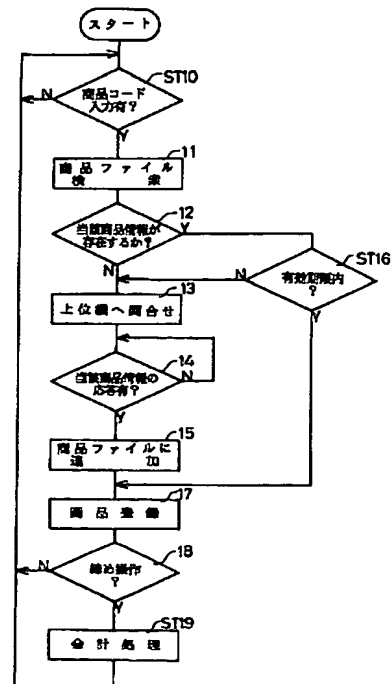 スタート
ST10
商品コード
入力有?
N
Y
11
商品ファイル
検 索
12
当該商品情報が
存在するか?
Y
N
ST16
有効期限内
?
N
Y
13
上位機へ問合せ
14
当該商品情報の
応答有?
N
Y
15
商品ファイルに
追 加
17
商品登録
18
締め操作
?
N
Y
ST19
会計処理